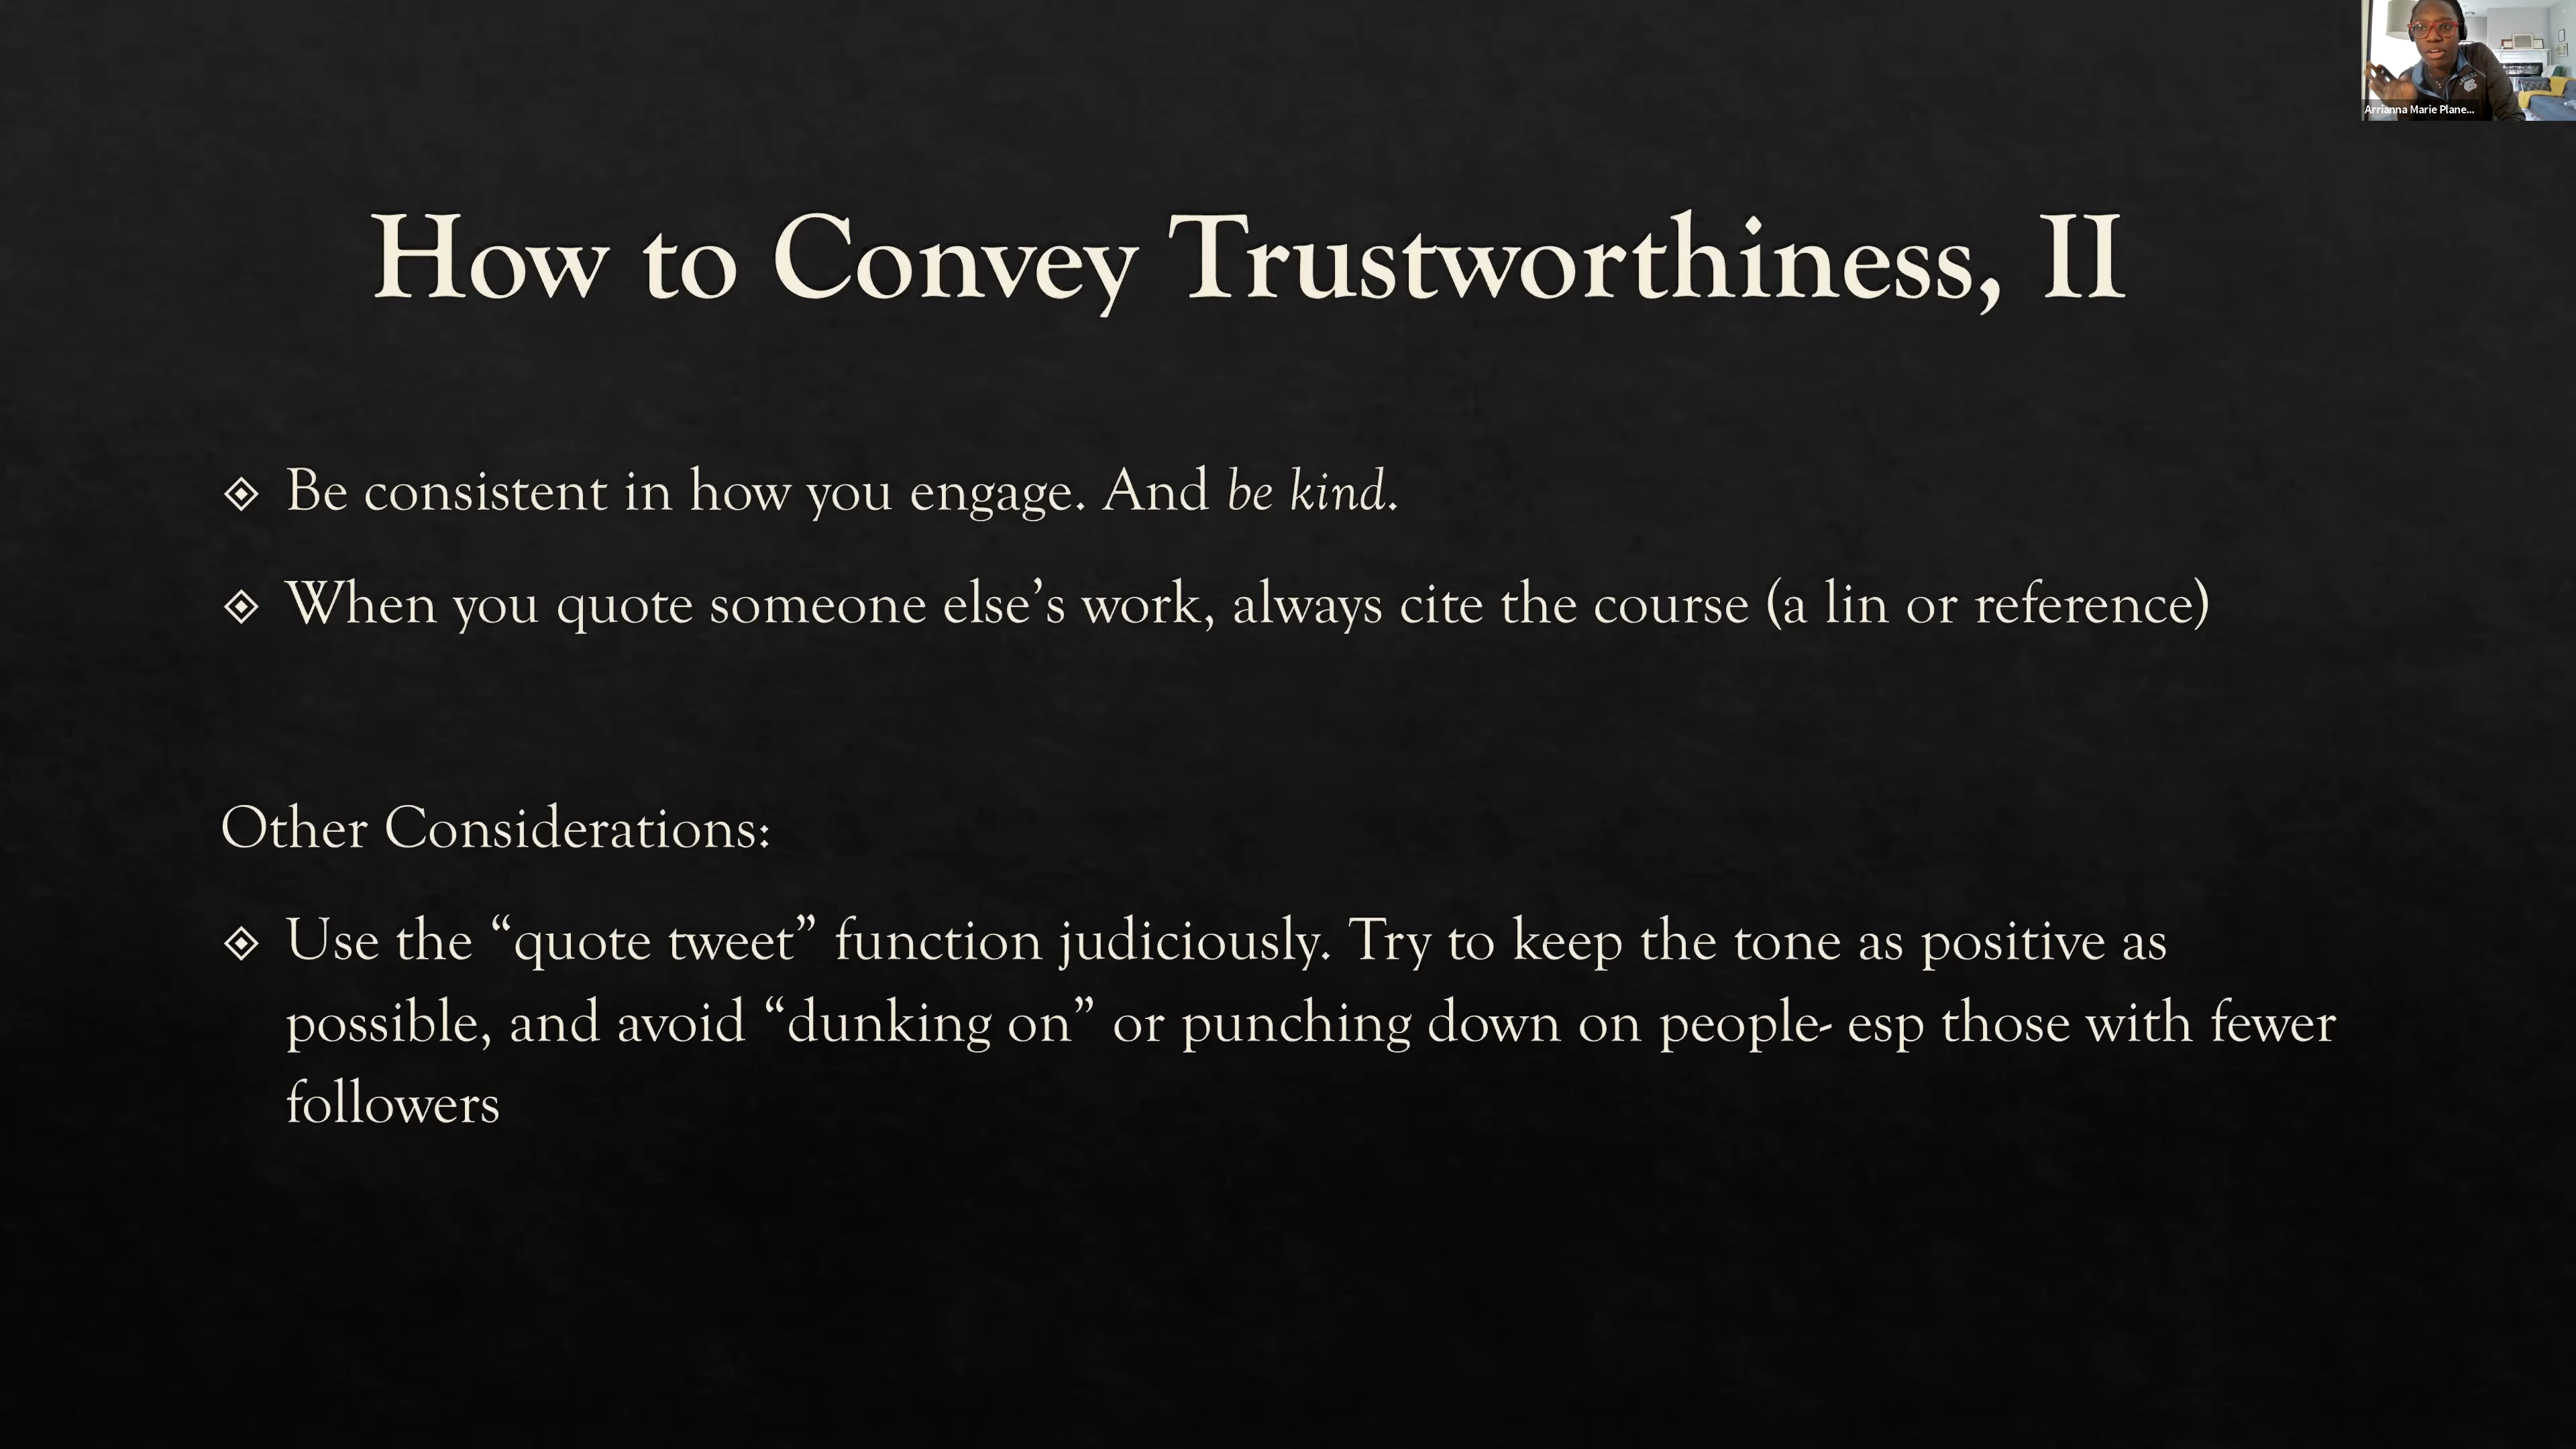 Arrianna Marie Plane...
How to Convey Trustworthiness, II
Be consistent in how you engage. And be kind.
When you quote someone else’s work, always cite the course (a lin or reference)
Other Considerations:
Use the “quote tweet” function judiciously. Try to keep the tone as positive as
possible, and avoid “dunking on” or punching down on people- esp those with fewer
followers